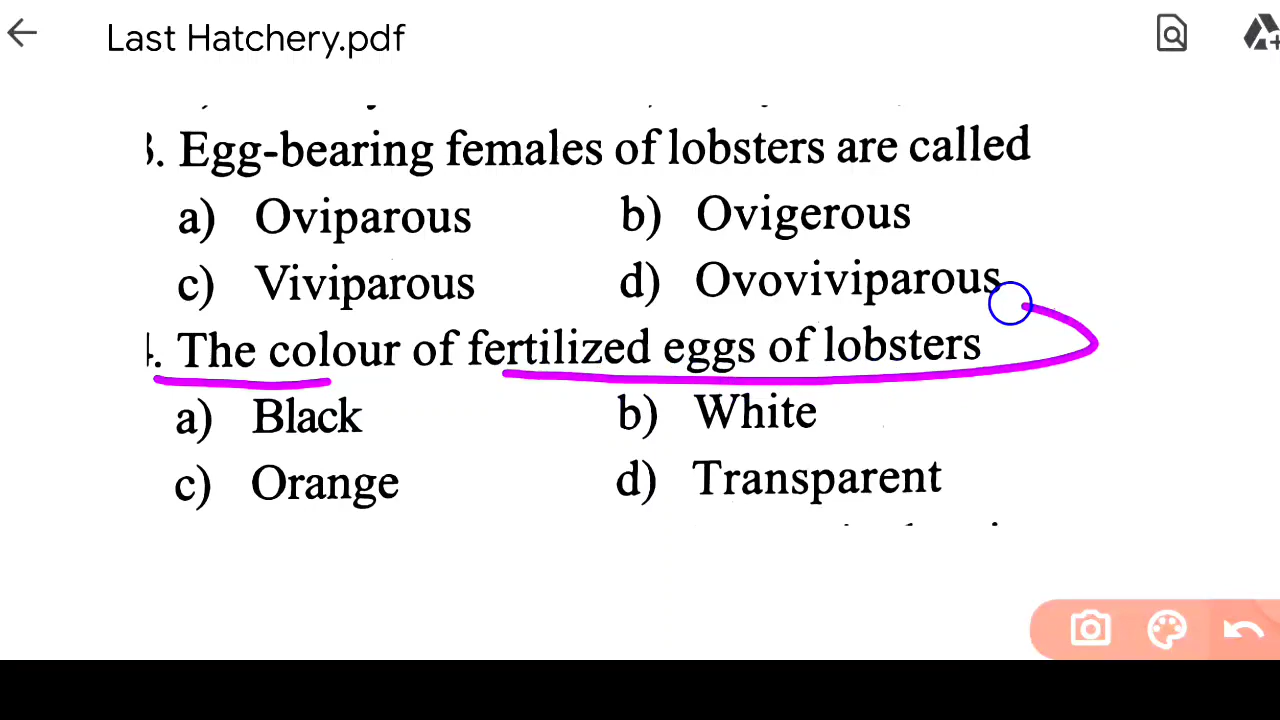 Last Hatchery.pdf
. Egg-bearing females of lobsters are called
a) Oviparous b) Ovigerous
c) Viviparous d) Ovoviviparous
. The colour of fertilized eggs of lobsters
a) Black b) White
c) Orange d) Transparent